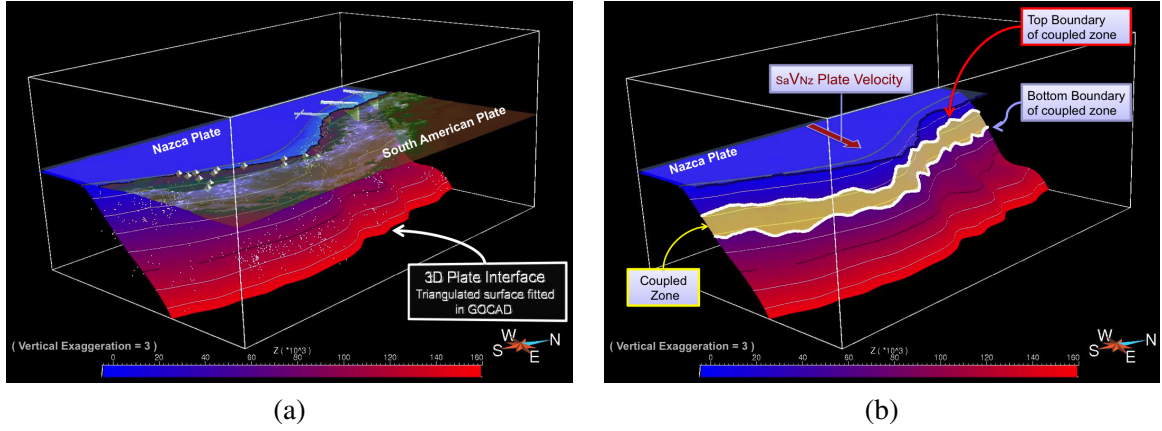 Nazca Plate
South American Plate
3D Plate Interface
Triangulated surface fitted
in GOCAD
( Vertical Exaggeration = 3 )
Z ( *10^3 )
0 20 40 60 80 100 120 140 160
W
N
S
E
(a)
Top Boundary
of coupled zone
SaVNz Plate Velocity
Bottom Boundary
of coupled zone
Nazca Plate
Coupled
Zone
( Vertical Exaggeration = 3 )
Z ( *10^3 )
0 20 40 60 80 100 120 140 160
W
N
S
E
(b)